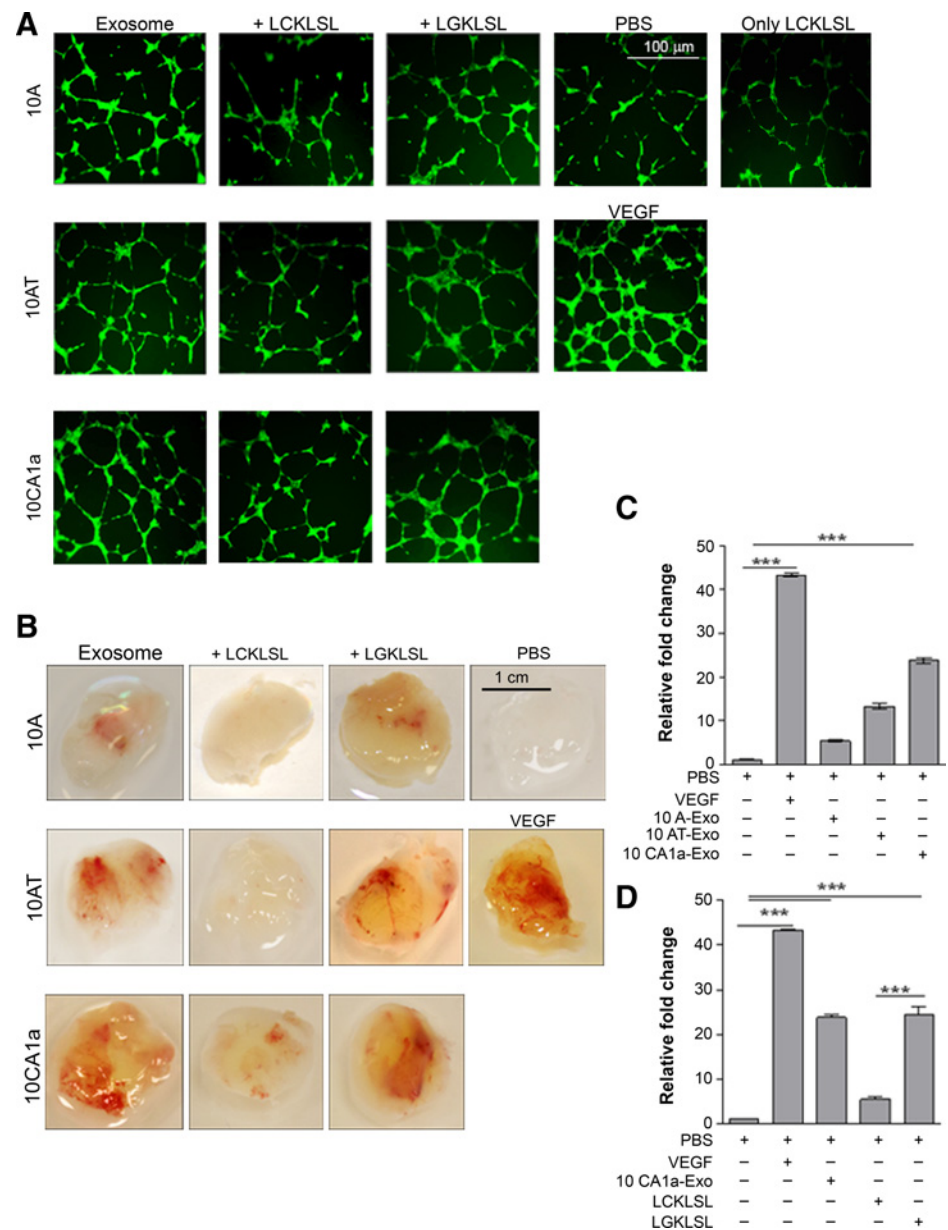 A
Exosome + LCKLSL + LGKLSL PBS Only LCKLSL
100 µm
10A
VEGF
10AT
10CA1a
B
Exosome + LCKLSL + LGKLSL PBS
1 cm
10A
VEGF
10AT
10CA1a
C
Relative fold change
50
40
30
20
10
0
*** ***
PBS + + + + +
VEGF – + – – –
10 A-Exo – – + – –
10 AT-Exo – – – + –
10 CA1a-Exo – – – – +
D
Relative fold change
50
40
30
20
10
0
***
***
***
PBS + + + + +
VEGF – + – – –
10 CA1a-Exo – – + – –
LCKLSL – – – + –
LGKLSL – – – – +